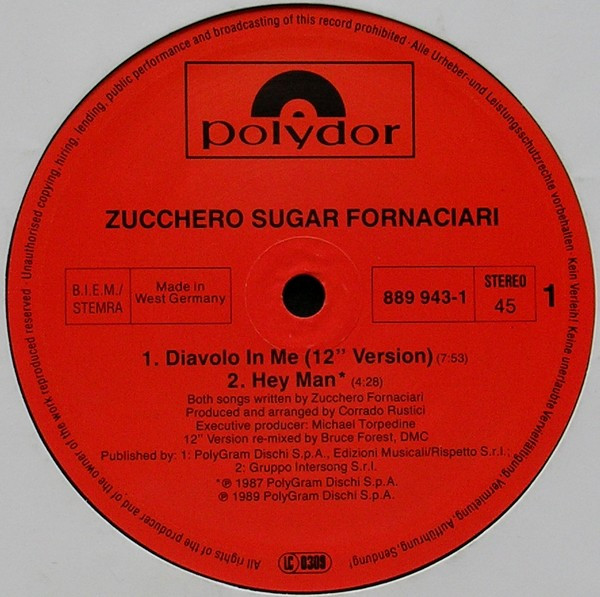 polydor
ZUCCHERO SUGAR FORNACIARI
B.I.E.M./
STEMRA
Made in
West Germany
889 943-1
STEREO
45
1
1. Diavolo In Me (12" Version) (7:53)
2. Hey Man* (4:28)
Both songs written by Zucchero Fornaciari
Produced and arranged by Corrado Rustici
Executive producer: Michael Torpedine
12" Version re-mixed by Bruce Forest, DMC
Published by: 1: PolyGram Dischi S.p.A., Edizioni Musicali/Rispetto S.r.l.;
2: Gruppo Intersong S.r.l.
*℗ 1987 PolyGram Dischi S.p.A.
℗ 1989 PolyGram Dischi S.p.A.
LC 0309
All rights of the producer and of the owner of the work reproduced reserved · Unauthorised copying, hiring, lending, public performance and broadcasting of this record prohibited · Alle Urheber- und Leistungsschutzrechte vorbehalten · Kein Verleih! Keine unerlaubte Vervielfältigung, Vermietung, Aufführung, Sendung!